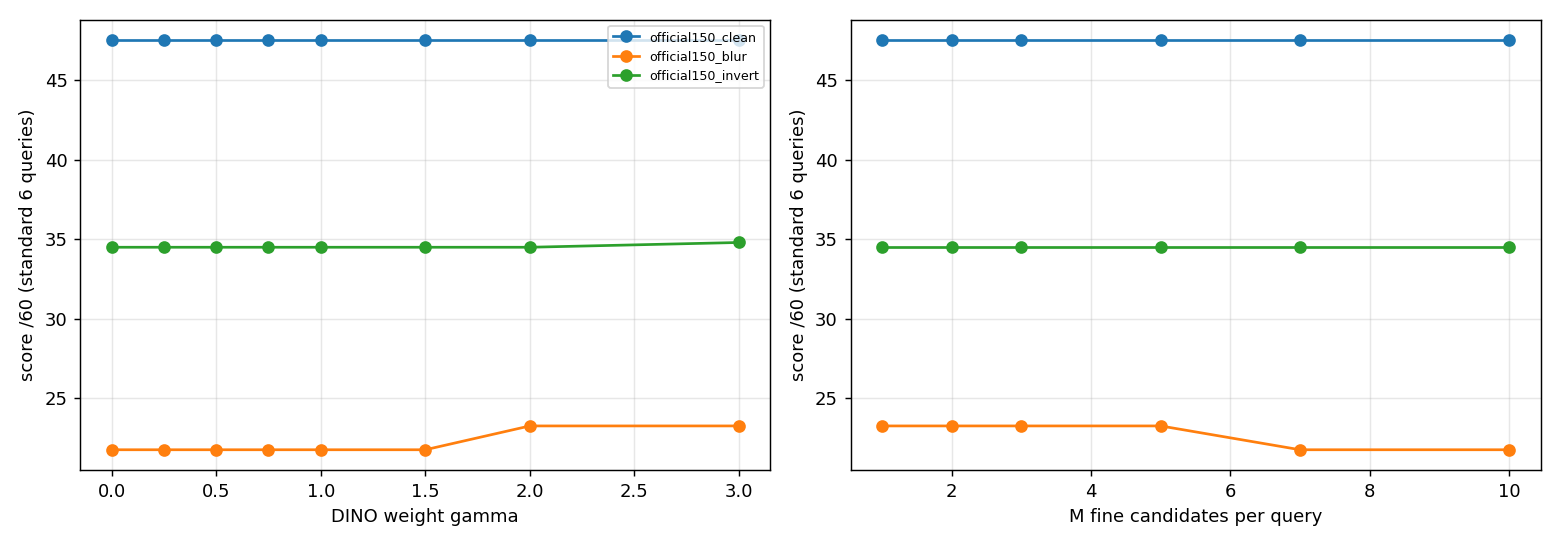 official150_clean
official150_blur
official150_invert
score /60 (standard 6 queries)
45
40
35
30
25
0.0 0.5 1.0 1.5 2.0 2.5 3.0
DINO weight gamma
score /60 (standard 6 queries)
45
40
35
30
25
2 4 6 8 10
M fine candidates per query